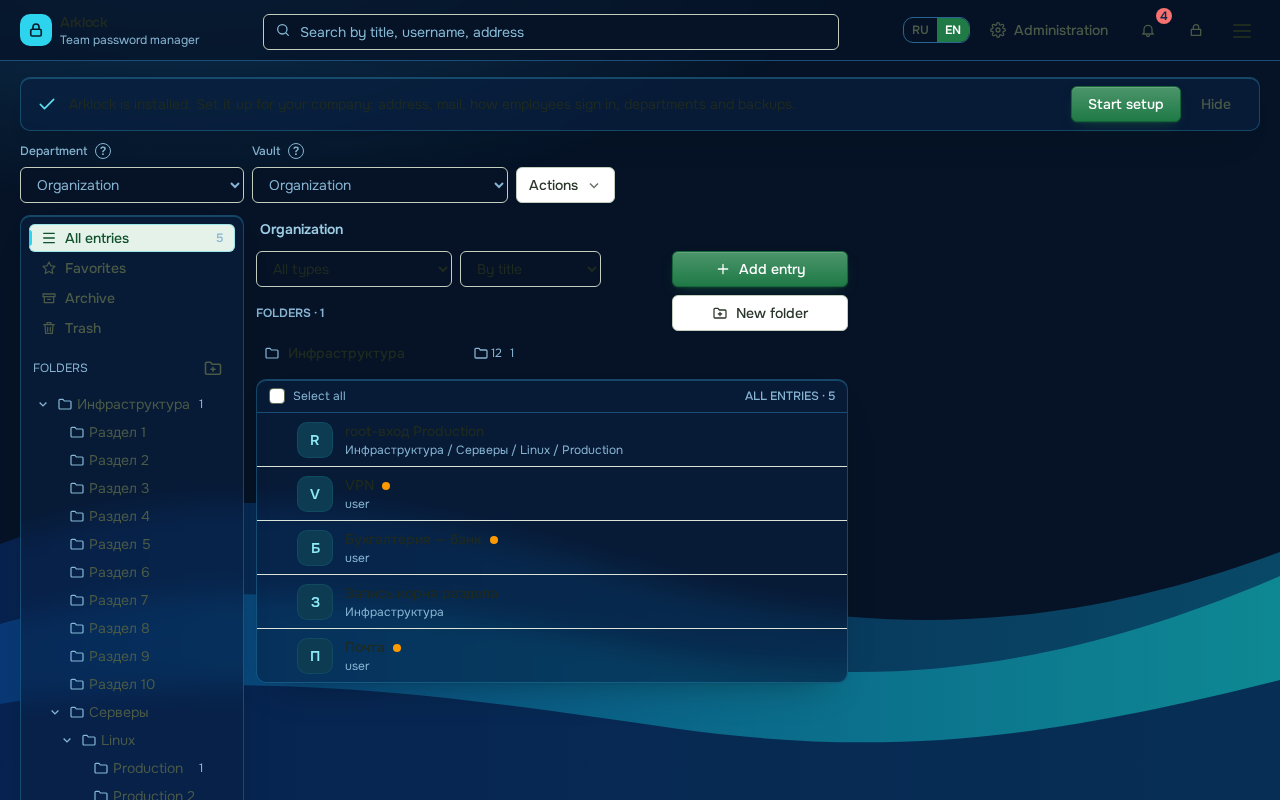 Arklock
Team password manager
Search by title, username, address
RU EN
Administration
4
Arklock is installed. Set it up for your company: address, mail, how employees sign in, departments and backups.
Start setup
Hide
Department ?
Vault ?
Organization
Organization
Actions
All entries 5
Favorites
Archive
Trash
FOLDERS
Инфраструктура 1
Раздел 1
Раздел 2
Раздел 3
Раздел 4
Раздел 5
Раздел 6
Раздел 7
Раздел 8
Раздел 9
Раздел 10
Серверы
Linux
Production 1
Production 2
Organization
All types
By title
Add entry
FOLDERS · 1
New folder
Инфраструктура
12 1
Select all
ALL ENTRIES · 5
R
root-вход Production
Инфраструктура / Серверы / Linux / Production
V
VPN
user
Б
Бухгалтерия — банк
user
З
Инфраструктура
П
Почта
user